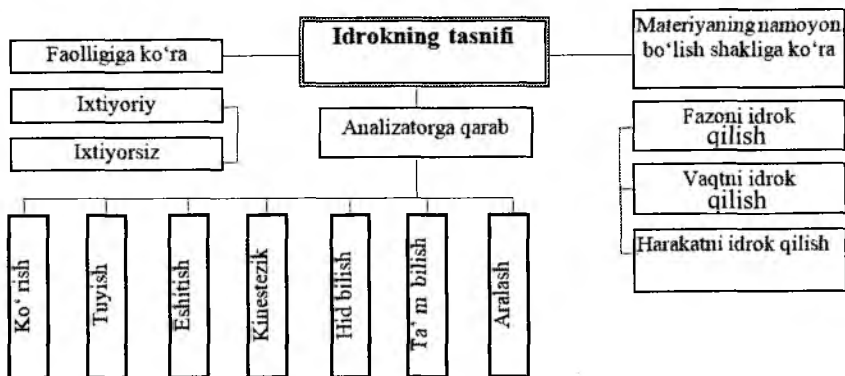 Idrokning tasnifi
Faolligiga ko‘ra
Ixtiyoriy
Ixtiyorsiz
Analizatorga qarab
Ko‘ rish
Tuyish
Eshitish
Kinestezik
Hid bilish
Ta’ m bilish
Aralash
Materiyaning namoyon
bo‘lish shakliga ko‘ra
Fazoni idrok
qilish
Vaqtni idrok
qilish
Harakatni idrok qilish